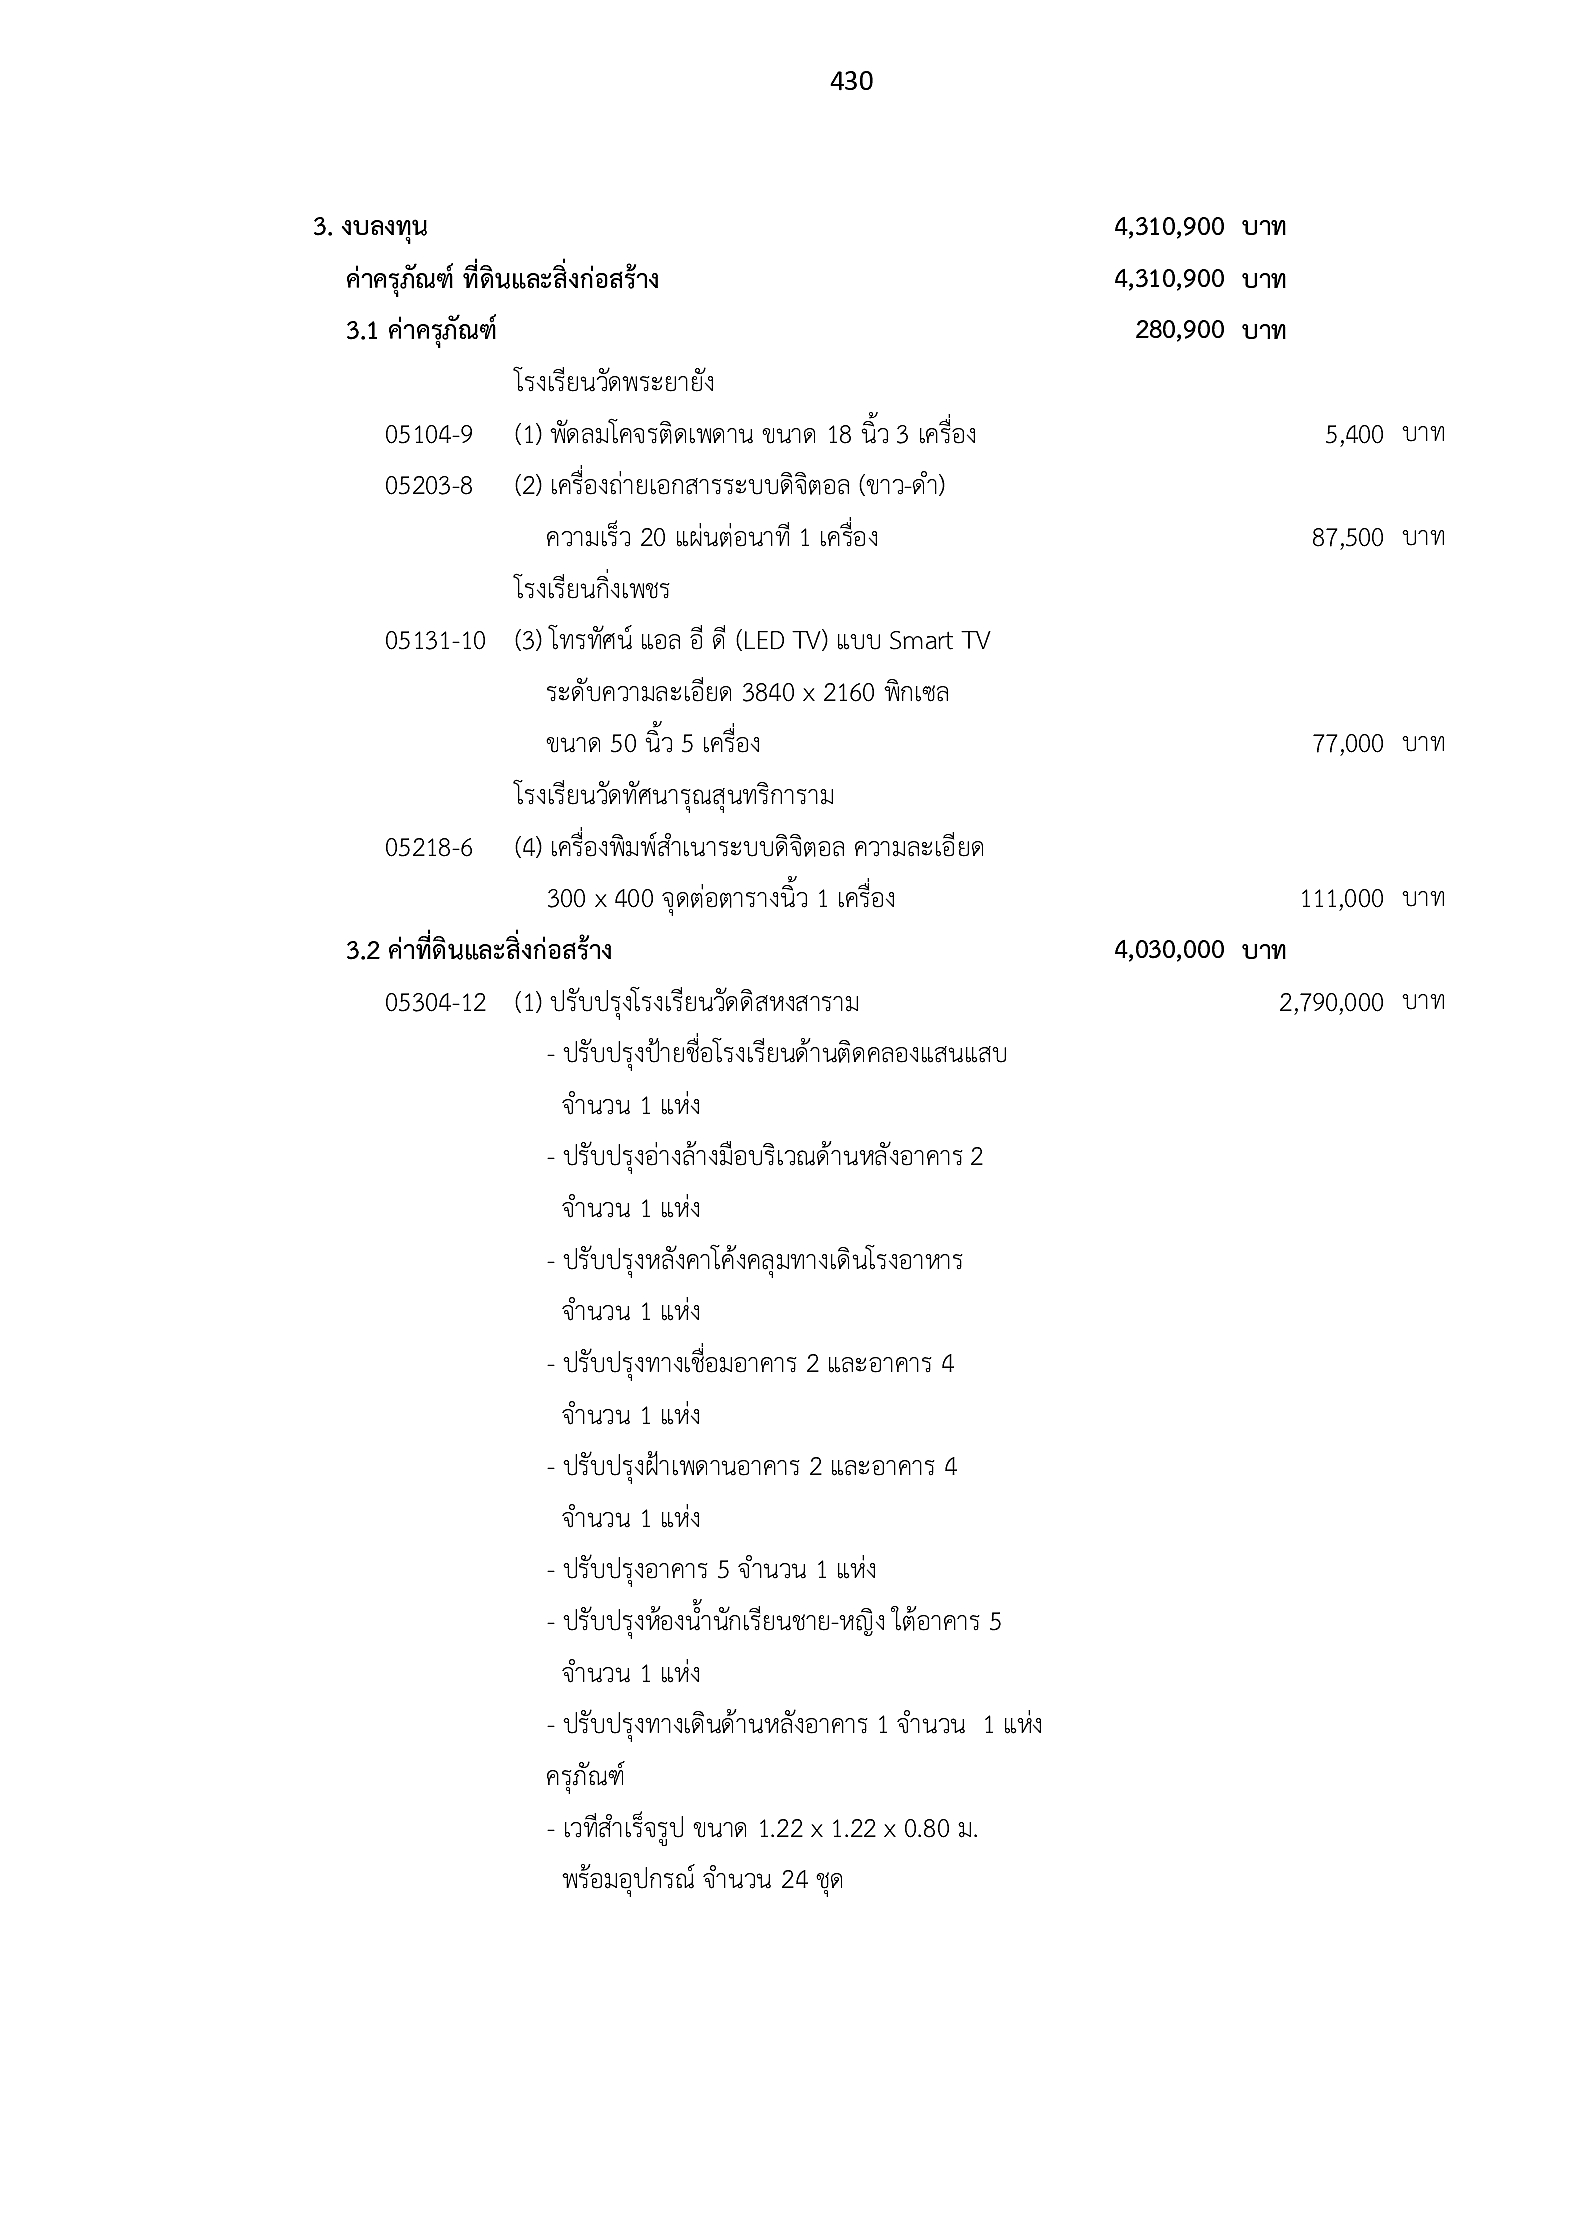 430
3. งบลงทุน 4,310,900 บาท
ค่าครุภัณฑ์ ที่ดินและสิ่งก่อสร้าง 4,310,900 บาท
3.1 ค่าครุภัณฑ์ 280,900 บาท
โรงเรียนวัดพระยายัง
05104-9 (1) พัดลมโคจรติดเพดาน ขนาด 18 นิ้ว 3 เครื่อง 5,400 บาท
05203-8 (2) เครื่องถ่ายเอกสารระบบดิจิตอล (ขาว-ดำ)
ความเร็ว 20 แผ่นต่อนาที 1 เครื่อง 87,500 บาท
โรงเรียนกิ่งเพชร
05131-10 (3) โทรทัศน์ แอล อี ดี (LED TV) แบบ Smart TV
ระดับความละเอียด 3840 x 2160 พิกเซล
ขนาด 50 นิ้ว 5 เครื่อง 77,000 บาท
โรงเรียนวัดทัศนารุณสุนทริการาม
05218-6 (4) เครื่องพิมพ์สำเนาระบบดิจิตอล ความละเอียด
300 x 400 จุดต่อตารางนิ้ว 1 เครื่อง 111,000 บาท
3.2 ค่าที่ดินและสิ่งก่อสร้าง 4,030,000 บาท
05304-12 (1) ปรับปรุงโรงเรียนวัดดิสหงสาราม 2,790,000 บาท
- ปรับปรุงป้ายชื่อโรงเรียนด้านติดคลองแสนแสบ
จำนวน 1 แห่ง
- ปรับปรุงอ่างล้างมือบริเวณด้านหลังอาคาร 2
จำนวน 1 แห่ง
- ปรับปรุงหลังคาโค้งคลุมทางเดินโรงอาหาร
จำนวน 1 แห่ง
- ปรับปรุงทางเชื่อมอาคาร 2 และอาคาร 4
จำนวน 1 แห่ง
- ปรับปรุงฝ้าเพดานอาคาร 2 และอาคาร 4
จำนวน 1 แห่ง
- ปรับปรุงอาคาร 5 จำนวน 1 แห่ง
- ปรับปรุงห้องน้ำนักเรียนชาย-หญิง ใต้อาคาร 5
จำนวน 1 แห่ง
- ปรับปรุงทางเดินด้านหลังอาคาร 1 จำนวน 1 แห่ง
ครุภัณฑ์
- เวทีสำเร็จรูป ขนาด 1.22 x 1.22 x 0.80 ม.
พร้อมอุปกรณ์ จำนวน 24 ชุด